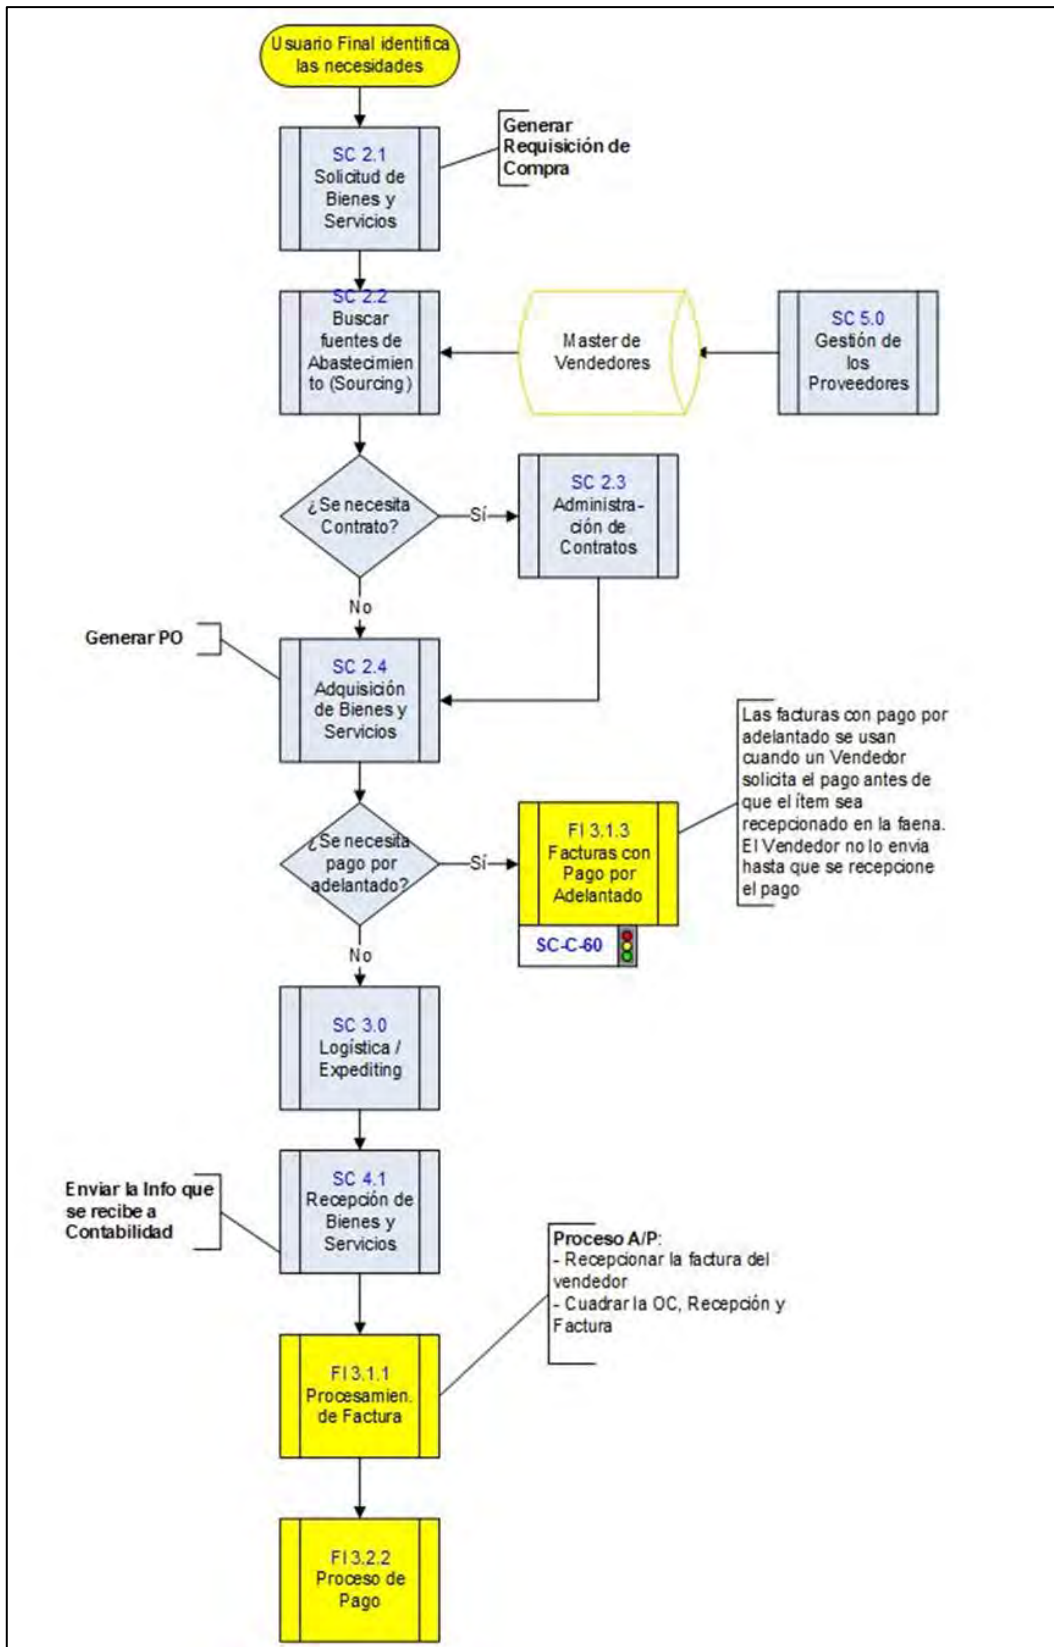 Usuario Final identifica
las necesidades
SC 2.1
Solicitud de
Bienes y
Servicios
Generar
Requisición de
Compra
SC 2.2
Buscar
fuentes de
Abastecimien
to (Sourcing)
Master de
Vendedores
SC 5.0
Gestión de
los
Proveedores
¿Se necesita
Contrato?
Sí
SC 2.3
Administra-
ción de
Contratos
No
Generar PO
SC 2.4
Adquisición
de Bienes y
Servicios
Las facturas con pago por
adelantado se usan
cuando un Vendedor
solicita el pago antes de
que el ítem sea
recepcionado en la faena.
El Vendedor no lo envia
hasta que se recepcione
el pago
¿Se necesita
pago por
adelantado?
Sí
FI 3.1.3
Facturas con
Pago por
Adelantado
SC-C-60
No
SC 3.0
Logística /
Expediting
SC 4.1
Recepción de
Bienes y
Servicios
Enviar la Info que
se recibe a
Contabilidad
Proceso A/P:
- Recepcionar la factura del
vendedor
- Cuadrar la OC, Recepción y
Factura
FI 3.1.1
Procesamien.
de Factura
FI 3.2.2
Proceso de
Pago